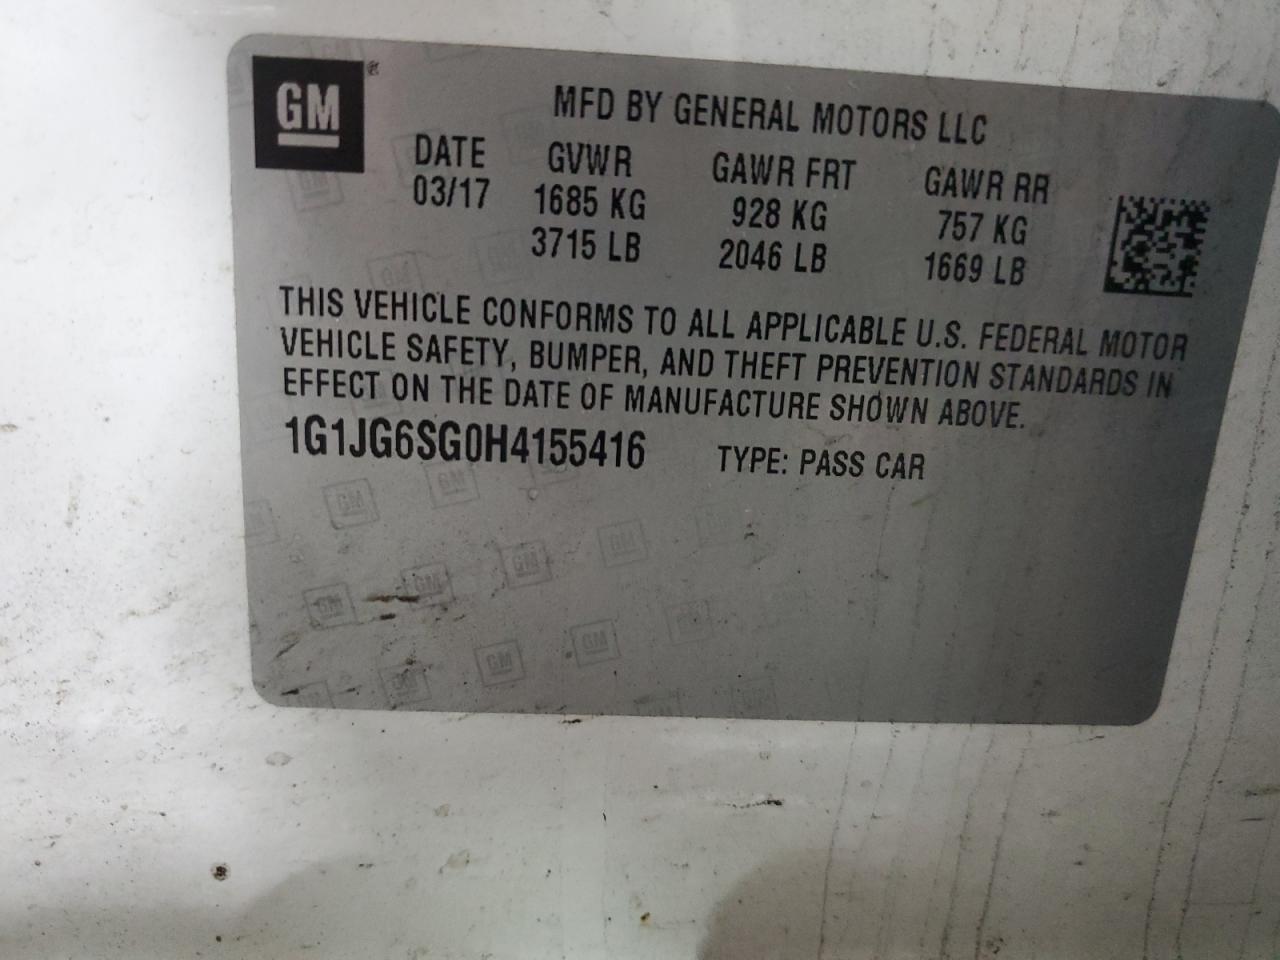 GM
MFD BY GENERAL MOTORS LLC
DATE GVWR GAWR FRT GAWR RR
03/17 1685 KG 928 KG 757 KG
3715 LB 2046 LB 1669 LB
THIS VEHICLE CONFORMS TO ALL APPLICABLE U.S. FEDERAL MOTOR
VEHICLE SAFETY, BUMPER, AND THEFT PREVENTION STANDARDS IN
EFFECT ON THE DATE OF MANUFACTURE SHOWN ABOVE.
1G1JG6SG0H4155416 TYPE: PASS CAR